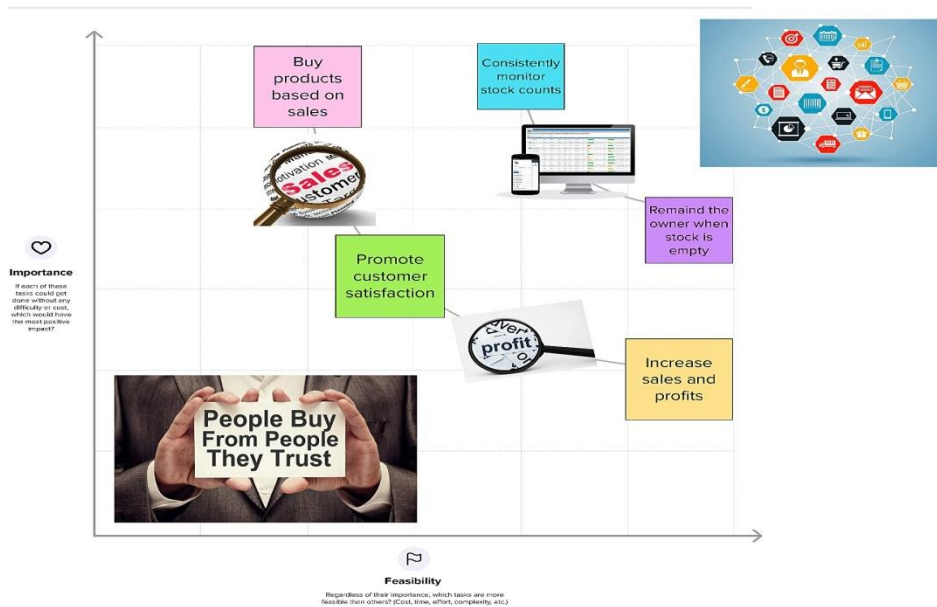 Buy
products
based on
sales
Consistently
monitor
stock counts
Sales
Remaind the
owner when
stock is
empty
Promote
customer
satisfaction
profit
Increase
sales and
profits
People Buy
From People
They Trust
Importance
If each of these
tasks could get
done without any
difficulty or cost,
which would have
the most positive
impact?
Feasibility
Regardless of their importance, which tasks are more
feasible than others? (Cost, time, effort, complexity, etc.)